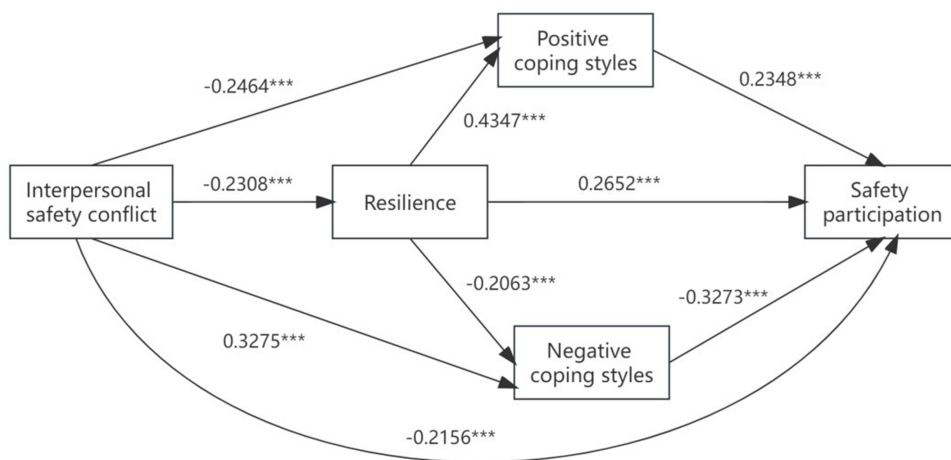 Positive
coping styles
-0.2464***
0.2348***
0.4347***
Interpersonal
safety conflict
-0.2308***
Resilience
0.2652***
Safety
participation
-0.2063***
-0.3273***
0.3275***
Negative
coping styles
-0.2156***